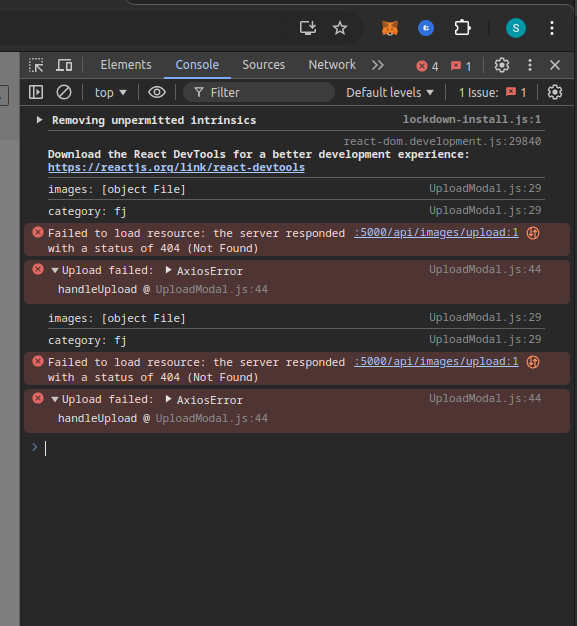 S
Elements Console Sources Network 4 1
top Filter Default levels 1 Issue: 1
Removing unpermitted intrinsics lockdown-install.js:1
react-dom.development.js:29840
Download the React DevTools for a better development experience:
https://reactjs.org/link/react-devtools
images: [object File] UploadModal.js:29
category: fj UploadModal.js:29
Failed to load resource: the server responded :5000/api/images/upload:1
with a status of 404 (Not Found)
Upload failed: AxiosError UploadModal.js:44
handleUpload @ UploadModal.js:44
images: [object File] UploadModal.js:29
category: fj UploadModal.js:29
Failed to load resource: the server responded :5000/api/images/upload:1
with a status of 404 (Not Found)
Upload failed: AxiosError UploadModal.js:44
handleUpload @ UploadModal.js:44